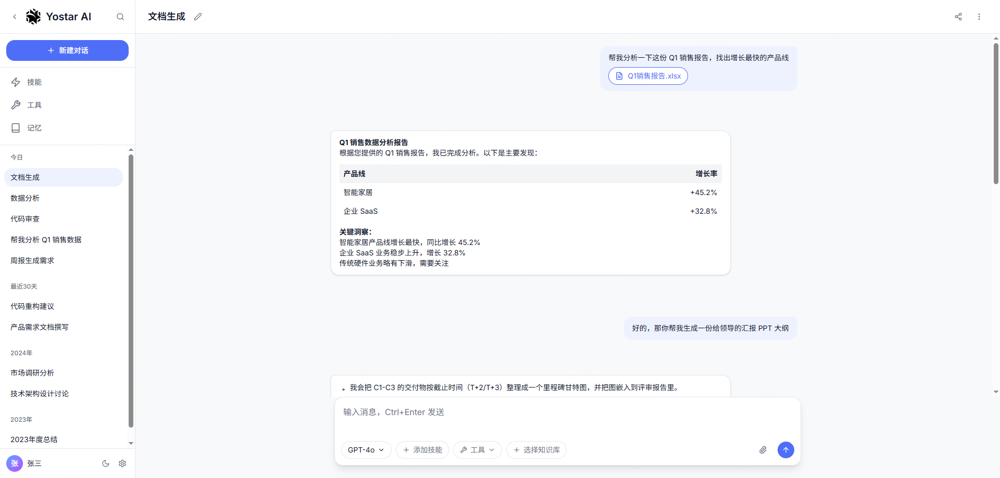 Yostar AI
新建对话
技能
工具
记忆
今日
文档生成
数据分析
代码审查
帮我分析 Q1 销售数据
周报生成需求
最近30天
代码重构建议
产品需求文档撰写
2024年
市场调研分析
技术架构设计讨论
2023年
2023年度总结
张 张三
文档生成
帮我分析一下这份 Q1 销售报告，找出增长最快的产品线
Q1销售报告.xlsx
Q1 销售数据分析报告
根据您提供的 Q1 销售报告，我已完成分析。以下是主要发现：
产品线 增长率
智能家居 +45.2%
企业 SaaS +32.8%
关键洞察：
智能家居产品线增长最快，同比增长 45.2%
企业 SaaS 业务稳步上升，增长 32.8%
传统硬件业务略有下滑，需要关注
好的，那你帮我生成一份给领导的汇报 PPT 大纲
• 我会把 C1-C3 的交付物按截止时间（T+2/T+3）整理成一个里程碑甘特图，并把图嵌入到评审报告里。
输入消息，Ctrl+Enter 发送
GPT-4o 添加技能 工具 选择知识库